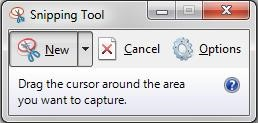 Snipping Tool
New Cancel Options
Drag the cursor around the area
you want to capture.